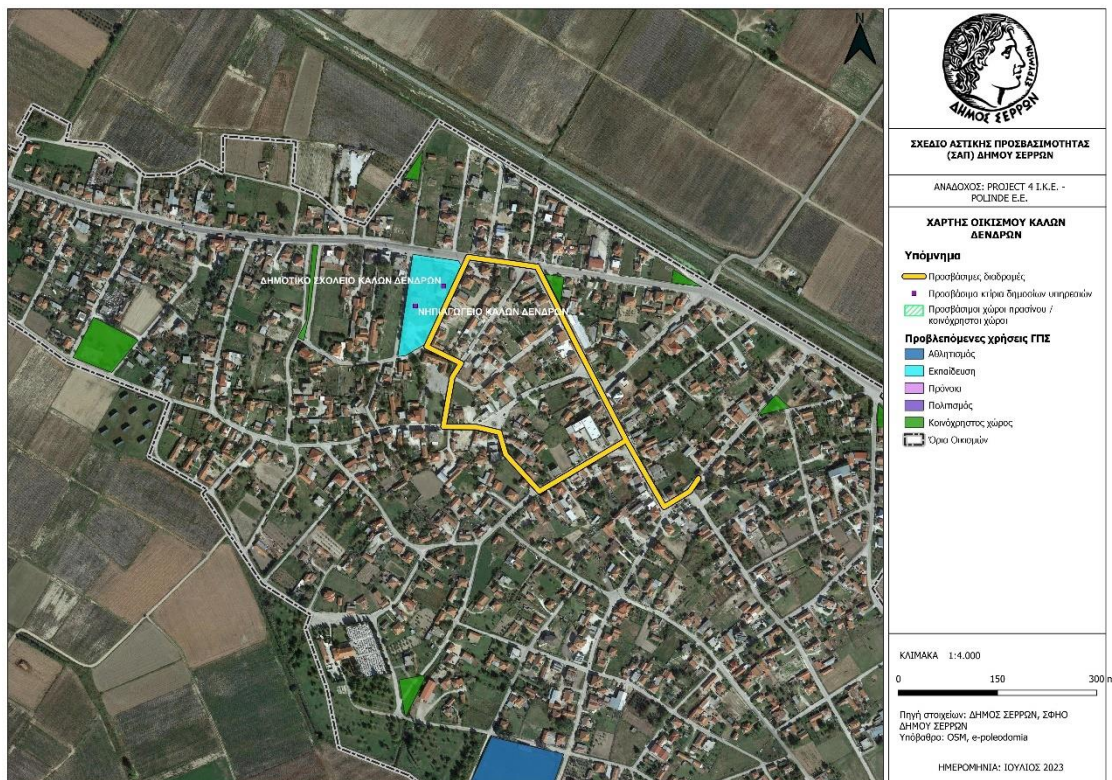 N
ΔΗΜΟΤΙΚΟ ΣΧΟΛΕΙΟ ΚΑΛΩΝ ΔΕΝΔΡΩΝ
ΝΗΠΙΑΓΩΓΕΙΟ ΚΑΛΩΝ ΔΕΝΔΡΩΝ
ΣΤΡΥΜΩΝ
ΔΗΜΟΣ ΣΕΡΡΩΝ
ΣΧΕΔΙΟ ΑΣΤΙΚΗΣ ΠΡΟΣΒΑΣΙΜΟΤΗΤΑΣ
(ΣΑΠ) ΔΗΜΟΥ ΣΕΡΡΩΝ
ΑΝΑΔΟΧΟΣ: PROJECT 4 Ι.Κ.Ε. -
POLINDE Ε.Ε.
ΧΑΡΤΗΣ ΟΙΚΙΣΜΟΥ ΚΑΛΩΝ
ΔΕΝΔΡΩΝ
Υπόμνημα
Προσβάσιμες διαδρομές
Προσβάσιμα κτίρια δημοσίων υπηρεσιών
Προσβάσιμοι χώροι πρασίνου /
κοινόχρηστοι χώροι
Προβλεπόμενες χρήσεις ΓΠΣ
Αθλητισμός
Εκπαίδευση
Πρόνοια
Πολιτισμός
Κοινόχρηστος χώρος
Όρια Οικισμών
ΚΛΙΜΑΚΑ 1:4.000
0 150 300 m
Πηγή στοιχείων: ΔΗΜΟΣ ΣΕΡΡΩΝ, ΣΦΗΟ
ΔΗΜΟΥ ΣΕΡΡΩΝ
Υπόβαθρο: OSM, e-poleodomia
ΗΜΕΡΟΜΗΝΙΑ: ΙΟΥΛΙΟΣ 2023